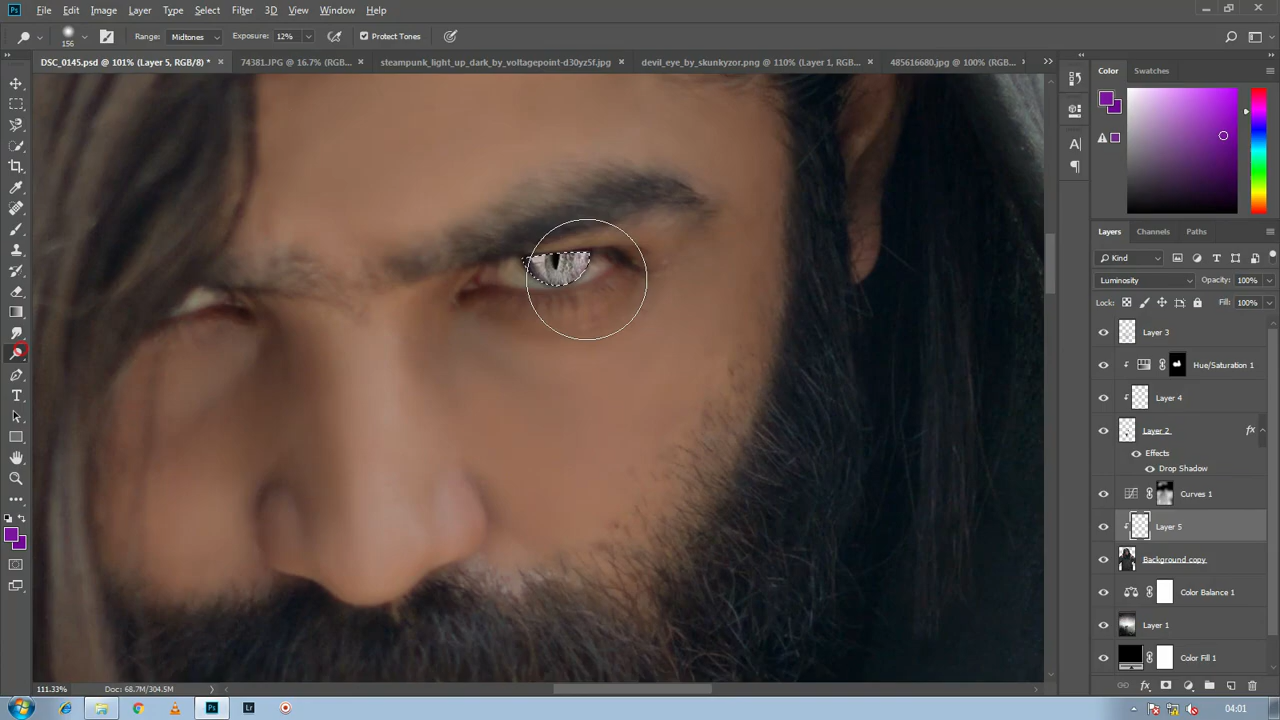 Ps File Edit Image Layer Type Select Filter 3D View Window Help
156 Range: Midtones Exposure: 12% Protect Tones
DSC_0145.psd @ 101% (Layer 5, RGB/8) * × 74381.JPG @ 16.7% (RGB... × steampunk_light_up_dark_by_voltagepoint-d30yz5f.jpg × devil_eye_by_skunkyzor.png @ 110% (Layer 1, RGB... × 485616680.jpg @ 100% (RGB... ×
Color Swatches
Layers Channels Paths
Kind
Luminosity Opacity: 100%
Lock: Fill: 100%
Layer 3
Hue/Saturation 1
Layer 4
Layer 2 fx
Effects
Drop Shadow
Curves 1
Layer 5
Background copy
Color Balance 1
Layer 1
Color Fill 1
111.33% Doc: 68.7M/304.5M
Ps Lr 04:01